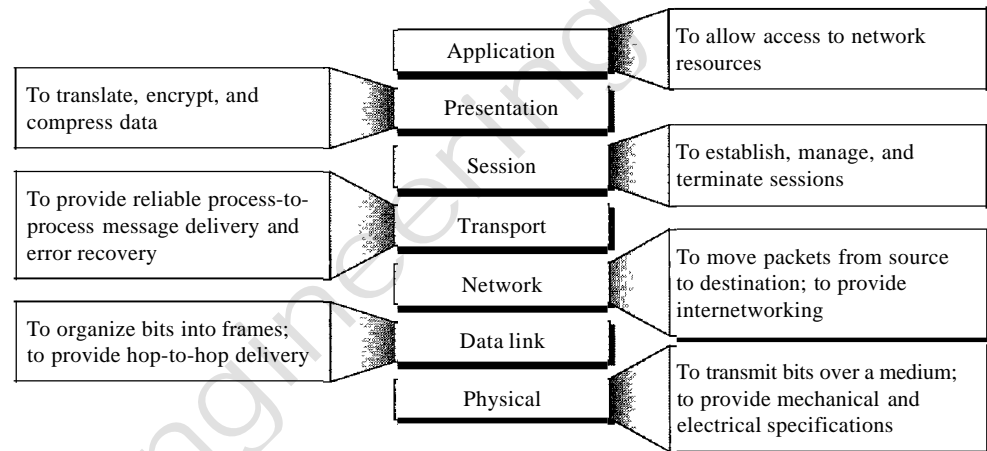 Application
To allow access to network
resources
To translate, encrypt, and
compress data
Presentation
Session
To establish, manage, and
terminate sessions
To provide reliable process-to-
process message delivery and
error recovery
Transport
Network
To move packets from source
to destination; to provide
internetworking
To organize bits into frames;
to provide hop-to-hop delivery
Data link
Physical
To transmit bits over a medium;
to provide mechanical and
electrical specifications